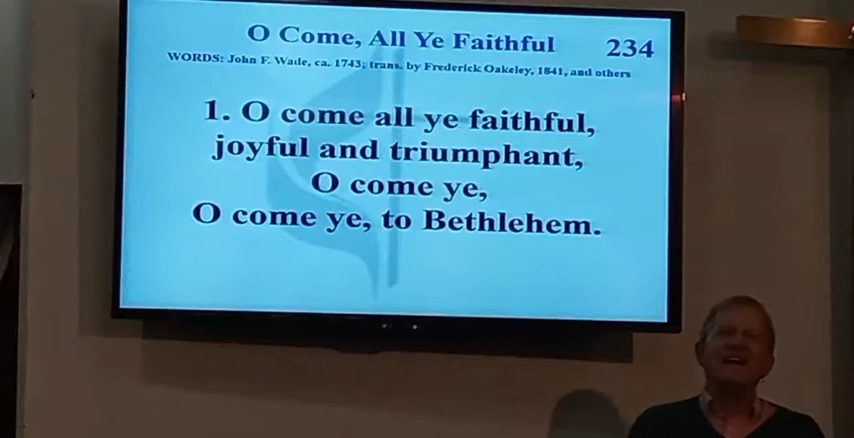 O Come, All Ye Faithful 234
WORDS: John F. Wade, ca. 1743; trans. by Frederick Oakeley, 1841, and others
1. O come all ye faithful,
joyful and triumphant,
O come ye,
O come ye, to Bethlehem.